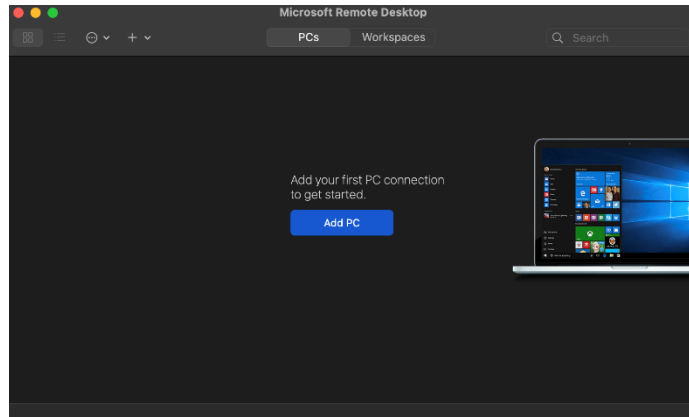 Microsoft Remote Desktop
PCs
Workspaces
Search
Add your first PC connection
to get started.
Add PC